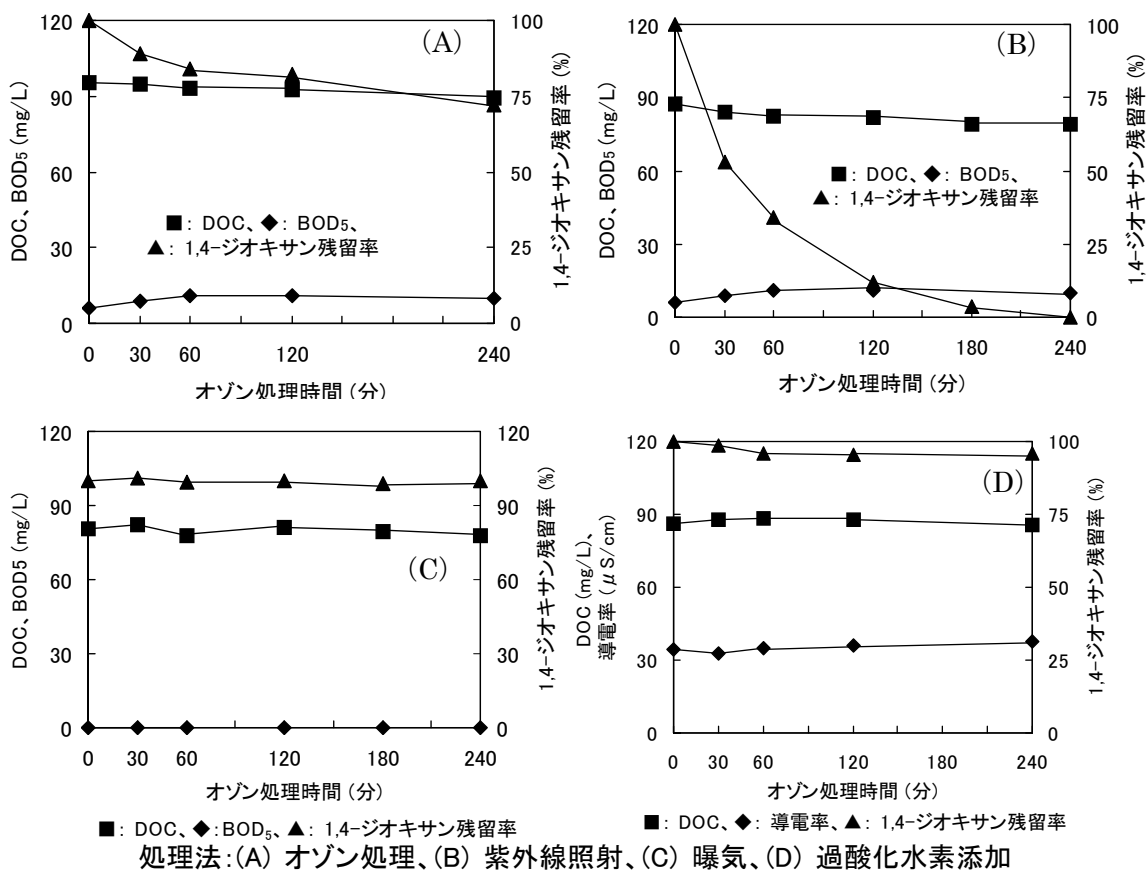 (A)
DOC、BOD₅ (mg/L)
120
90
60
30
0
100
75
50
25
0
1,4-ジオキサン残留率 (%)
■: DOC、◆: BOD₅、
▲: 1,4-ジオキサン残留率
0 30 60 120 240
オゾン処理時間 (分)
(B)
DOC、BOD₅ (mg/L)
120
90
60
30
0
100
75
50
25
0
1,4-ジオキサン残留率 (%)
■: DOC、◆: BOD₅、
▲: 1,4-ジオキサン残留率
0 30 60 120 180 240
オゾン処理時間 (分)
(C)
DOC、BOD5 (mg/L)
120
90
60
30
0
120
90
60
30
0
1,4-ジオキサン残留率 (%)
0 30 60 120 180 240
オゾン処理時間 (分)
■: DOC、◆:BOD₅、▲: 1,4-ジオキサン残留率
(D)
DOC (mg/L)、
導電率 (μS/cm)
120
90
60
30
0
100
75
50
25
0
1,4-ジオキサン残留率 (%)
0 30 60 120 240
オゾン処理時間 (分)
■: DOC、◆: 導電率、▲: 1,4-ジオキサン残留率
処理法:(A) オゾン処理、(B) 紫外線照射、(C) 曝気、(D) 過酸化水素添加